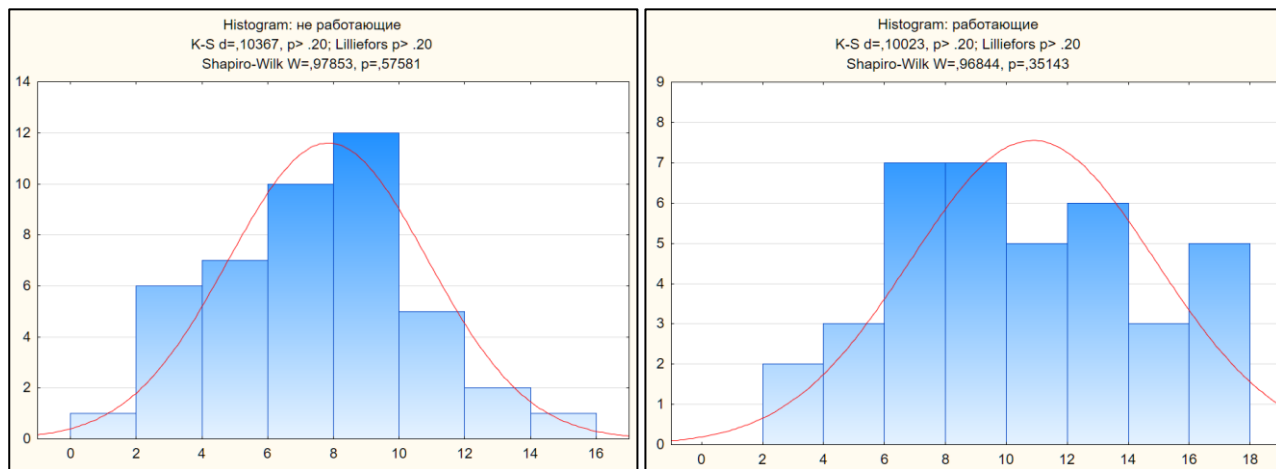 Histogram: не работающие
K-S d=,10367, p> .20; Lilliefors p> .20
Shapiro-Wilk W=,97853, p=,57581
14
12
10
8
6
4
2
0
0 2 4 6 8 10 12 14 16
Histogram: работающие
K-S d=,10023, p> .20; Lilliefors p> .20
Shapiro-Wilk W=,96844, p=,35143
9
8
7
6
5
4
3
2
1
0
0 2 4 6 8 10 12 14 16 18